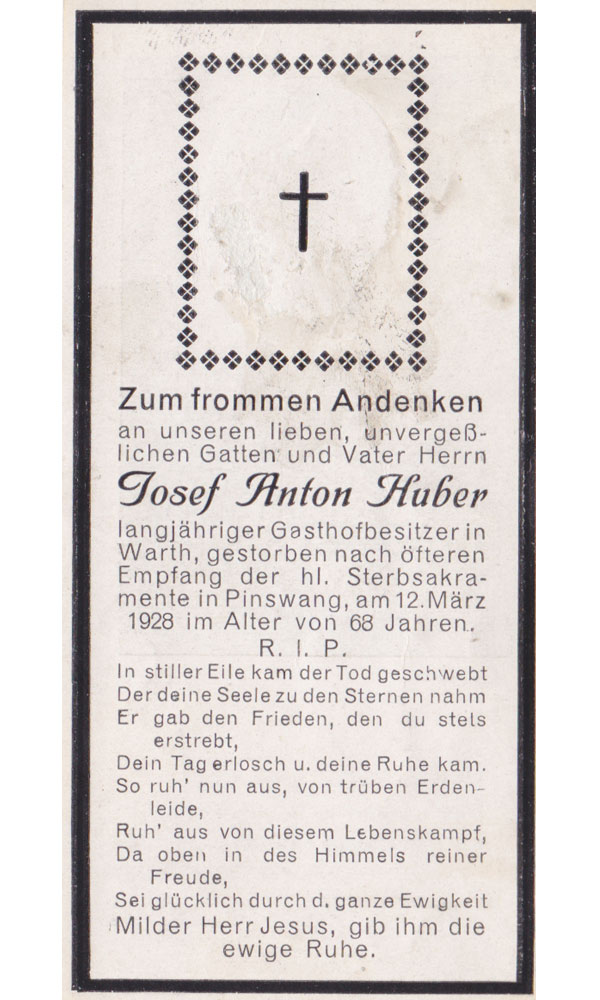 Zum frommen Andenken
an unseren lieben, unvergeß-
lichen Gatten und Vater Herrn
Josef Anton Huber
langjähriger Gasthofbesitzer in
Warth, gestorben nach öfteren
Empfang der hl. Sterbsakra-
mente in Pinswang, am 12. März
1928 im Alter von 68 Jahren.
R. I. P.
In stiller Eile kam der Tod geschwebt
Der deine Seele zu den Sternen nahm
Er gab den Frieden, den du stets
erstrebt,
Dein Tag erlosch u. deine Ruhe kam.
So ruh' nun aus, von trüben Erden-
leide,
Ruh' aus von diesem Lebenskampf,
Da oben in des Himmels reiner
Freude,
Sei glücklich durch d. ganze Ewigkeit
Milder Herr Jesus, gib ihm die
ewige Ruhe.